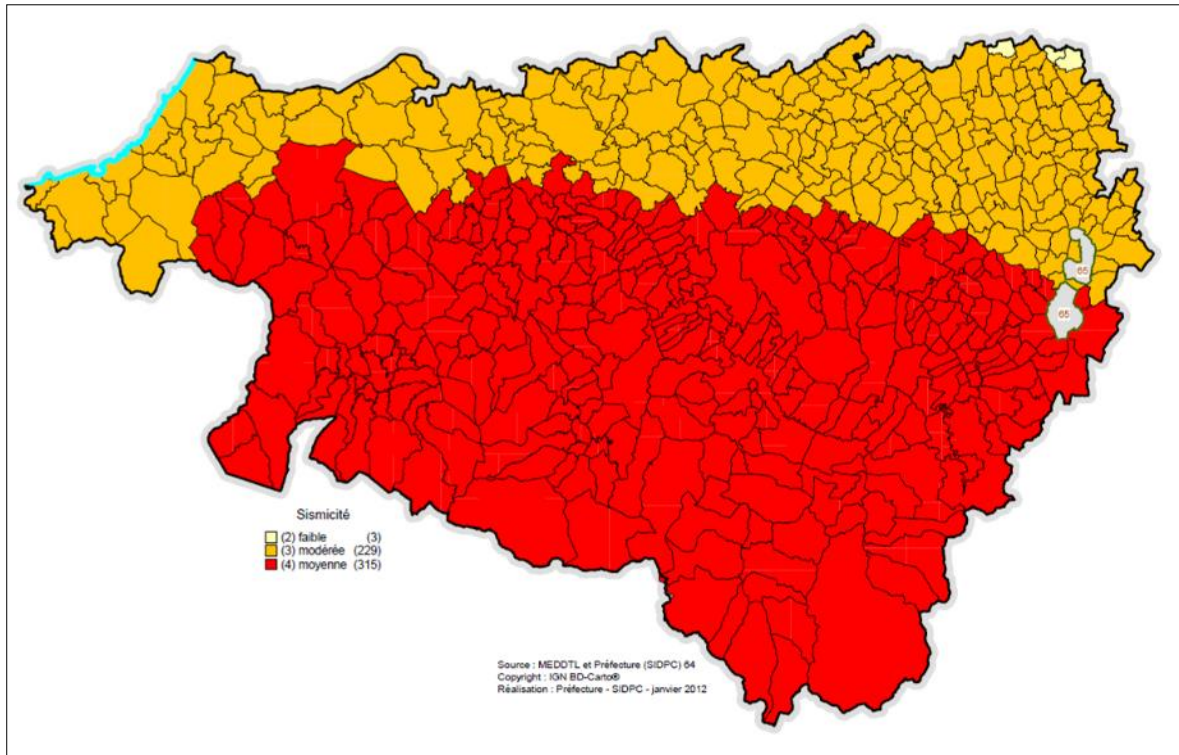 65
65
Sismicité
(2) faible (3)
(3) modérée (229)
(4) moyenne (315)
Source : MEDDTL et Préfecture (SIDPC) 64
Copyright : IGN BD-Carto®
Réalisation : Préfecture - SIDPC - janvier 2012